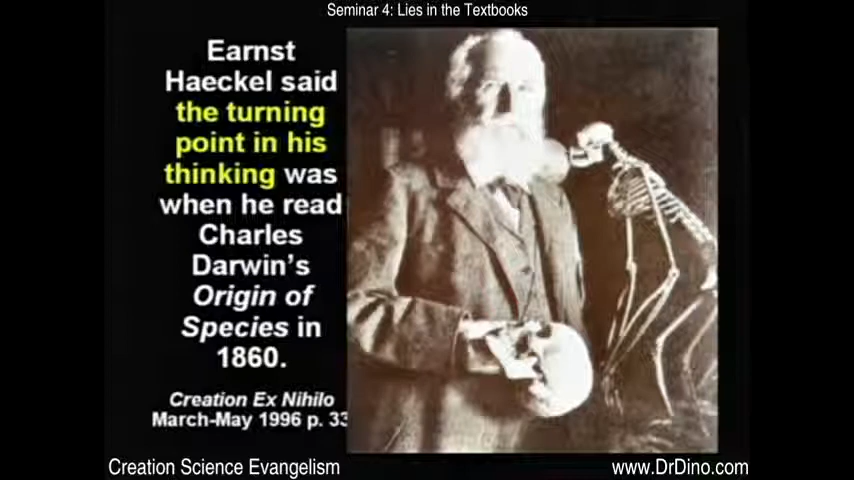 Seminar 4: Lies in the Textbooks
Earnst
Haeckel said
the turning
point in his
thinking was
when he read
Charles
Darwin's
Origin of
Species in
1860.
Creation Ex Nihilo
March-May 1996 p. 33
Creation Science Evangelism
www.DrDino.com